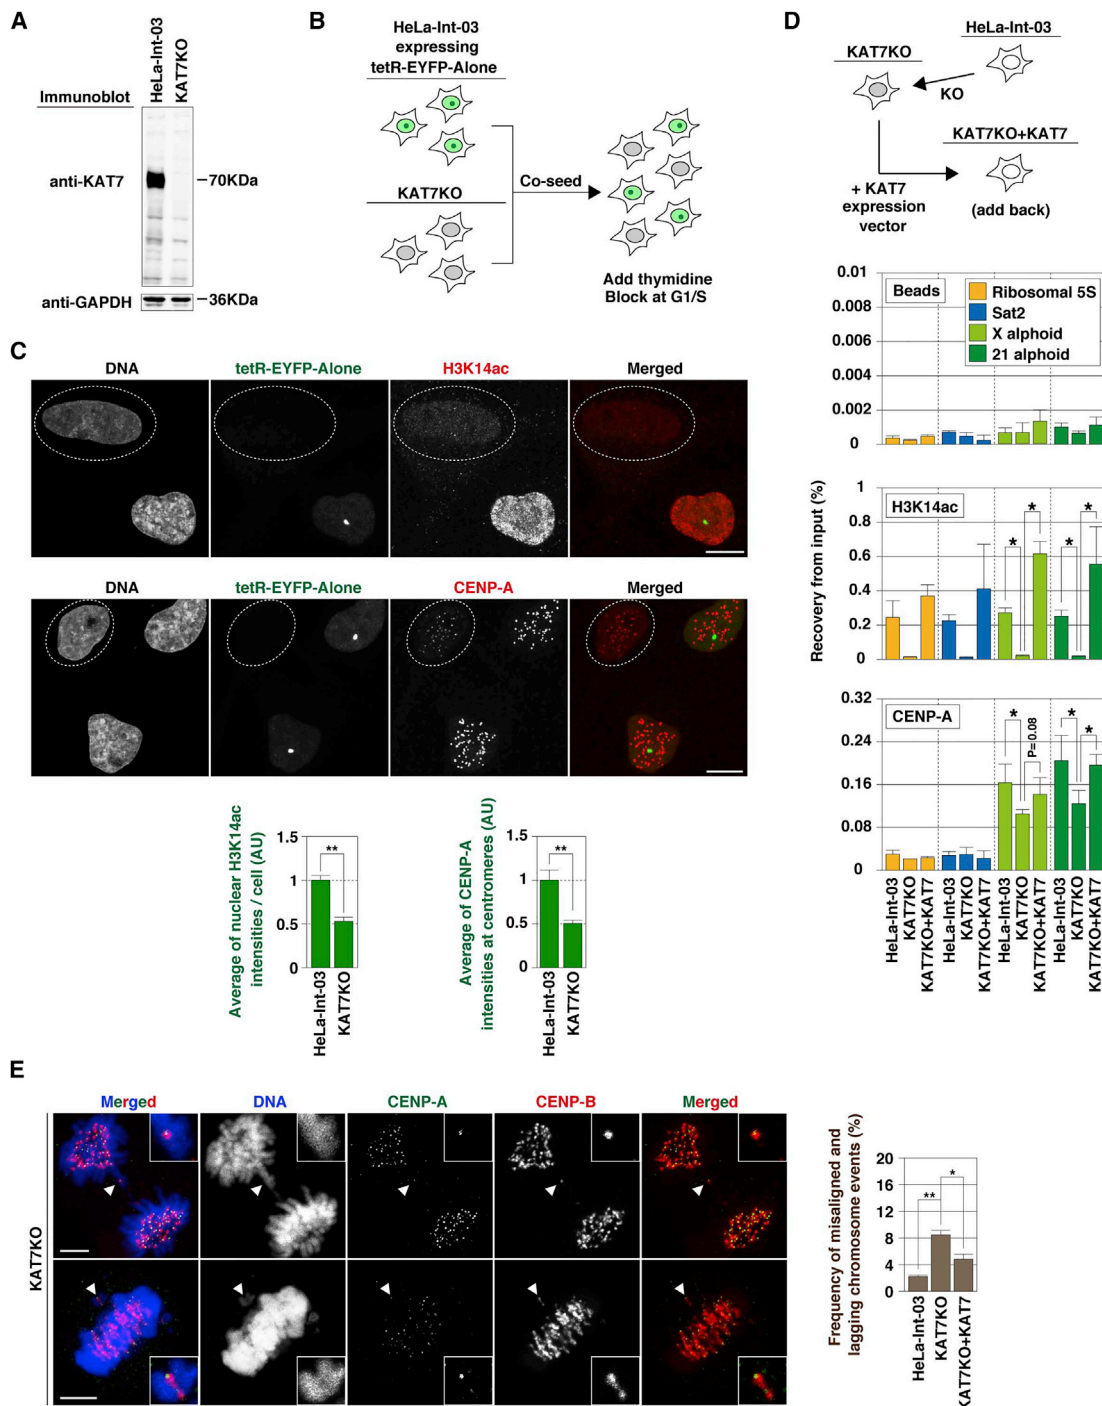 A
HeLa-Int-03
KAT7KO
Immunoblot
anti-KAT7
70KDa
anti-GAPDH
36KDa
B
HeLa-Int-03
expressing
tetR-EYFP-Alone
KAT7KO
Co-seed
Add thymidine
Block at G1/S
C
DNA
tetR-EYFP-Alone
H3K14ac
Merged
DNA
tetR-EYFP-Alone
CENP-A
Merged
Average of nuclear H3K14ac
intensities / cell (AU)
1.5
1
0.5
0
**
HeLa-Int-03
KAT7KO
Average of CENP-A
intensities at centromeres (AU)
1.5
1
0.5
0
**
HeLa-Int-03
KAT7KO
D
HeLa-Int-03
KAT7KO
KO
KAT7KO+KAT7
+ KAT7
expression
vector
(add back)
Recovery from input (%)
0.01
0.008
0.006
0.004
0.002
0
Beads
Ribosomal 5S
Sat2
X alphoid
21 alphoid
1
0.8
0.6
0.4
0.2
0
H3K14ac
*
*
*
*
0.32
0.24
0.16
0.08
0
CENP-A
*
P=0.08
*
*
HeLa-Int-03
KAT7KO
KAT7KO+KAT7
HeLa-Int-03
KAT7KO
KAT7KO+KAT7
HeLa-Int-03
KAT7KO
KAT7KO+KAT7
HeLa-Int-03
KAT7KO
KAT7KO+KAT7
E
KAT7KO
Merged
DNA
CENP-A
CENP-B
Merged
Frequency of misaligned and
lagging chromosome events (%)
20
16
12
8
4
0
**
*
HeLa-Int-03
KAT7KO
KAT7KO+KAT7